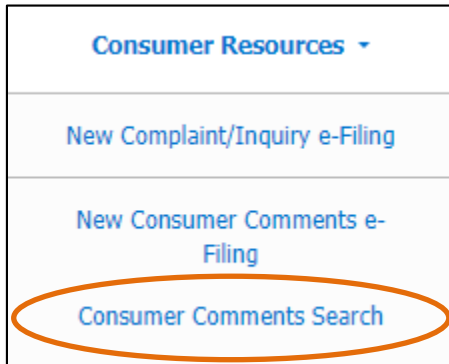 Consumer Resources
New Complaint/Inquiry e-Filing
New Consumer Comments e-
Filing
Consumer Comments Search